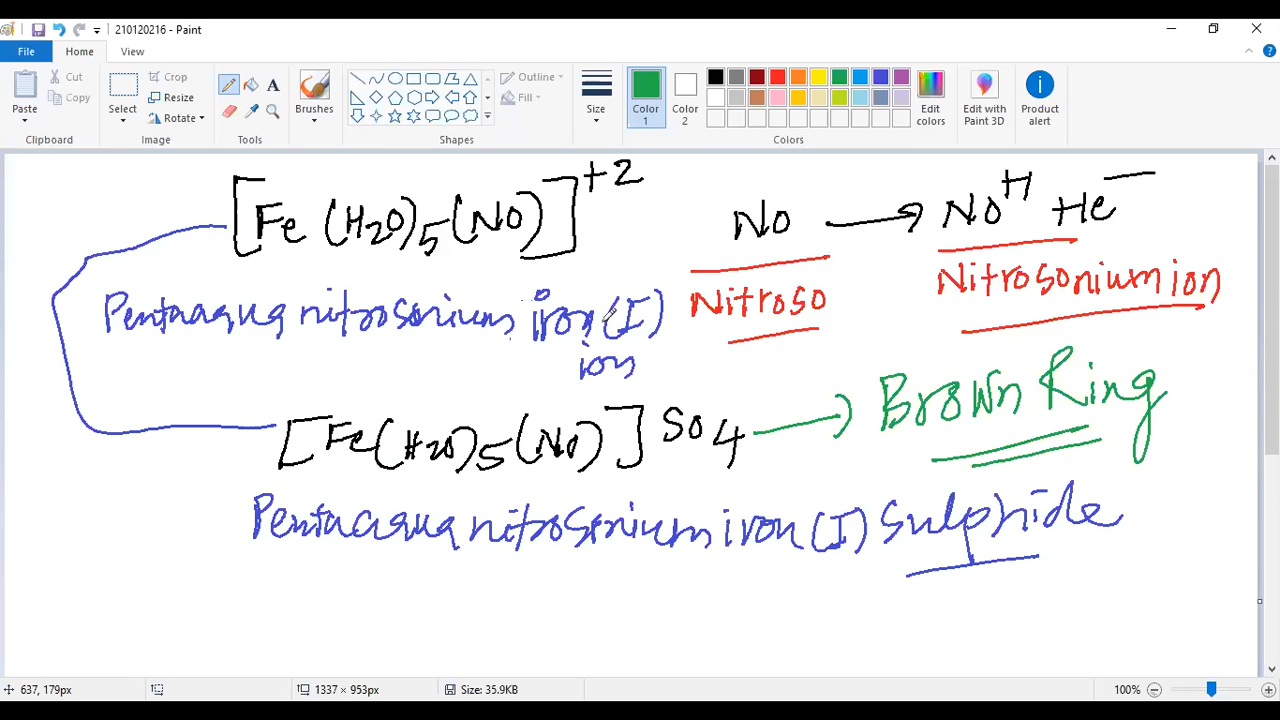 210120216 - Paint
File Home View
Paste
Cut
Copy
Clipboard
Select
Crop
Resize
Rotate
Image
Tools
Brushes
Shapes
Outline
Fill
Size
Color 1
Color 2
Colors
Edit colors
Edit with Paint 3D
Product alert
[Fe(H2O)5(NO)]+2
NO → NO+ + e−
Nitroso
Nitrosonium ion
Pentaaqua nitrosonium iron (I)
ion
[Fe(H2O)5(NO)] SO4 → Brown Ring
Pentaaqua nitrosonium iron (I) Sulphide
637, 179px
1337 × 953px
Size: 35.9KB
100%